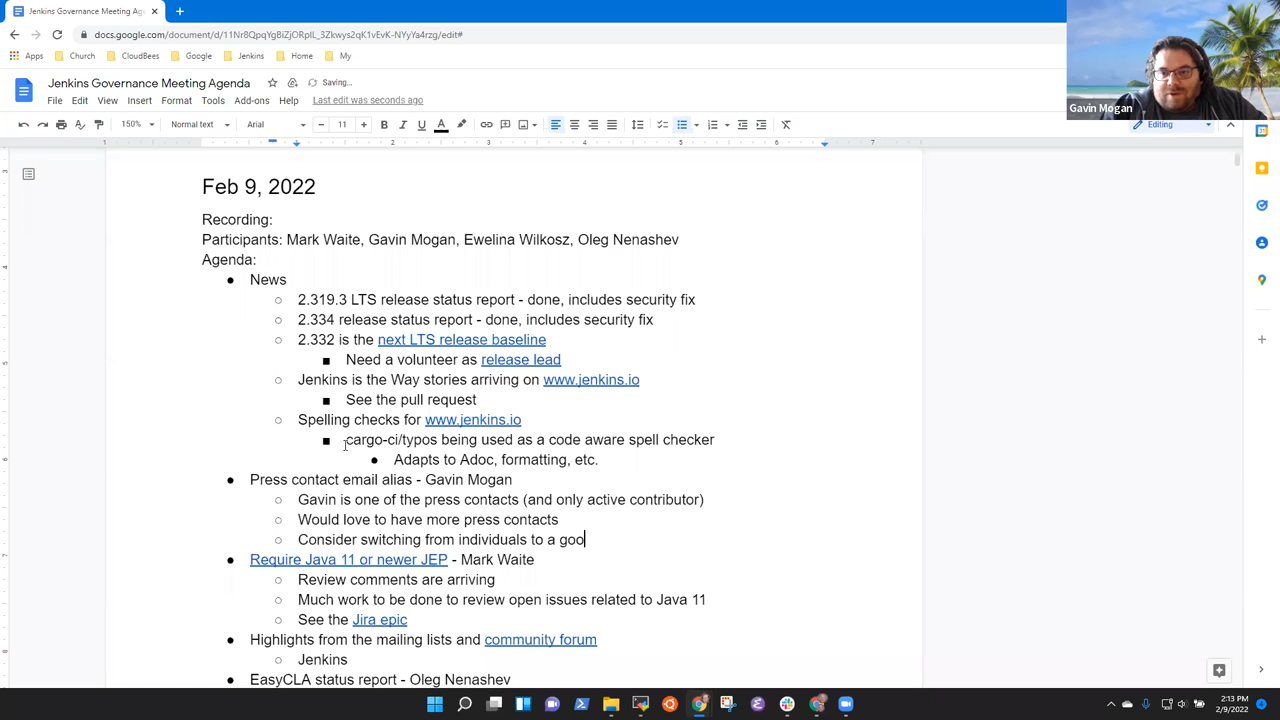 Jenkins Governance Meeting Ag
docs.google.com/document/d/11Nr8QpqYgBiZjORplL_3Zkwys2qK1vEvK-NYyYa4rzg/edit#
Apps Church CloudBees Google Jenkins Home My
Gavin Mogan
Jenkins Governance Meeting Agenda Saving...
File Edit View Insert Format Tools Add-ons Help Last edit was seconds ago
150% Normal text Arial 11 B I U A Editing
1 1 2 3 4 5 6 7
Feb 9, 2022
Recording:
Participants: Mark Waite, Gavin Mogan, Ewelina Wilkosz, Oleg Nenashev
Agenda:
● News
○ 2.319.3 LTS release status report - done, includes security fix
○ 2.334 release status report - done, includes security fix
○ 2.332 is the next LTS release baseline
■ Need a volunteer as release lead
○ Jenkins is the Way stories arriving on www.jenkins.io
■ See the pull request
○ Spelling checks for www.jenkins.io
■ cargo-ci/typos being used as a code aware spell checker
● Adapts to Adoc, formatting, etc.
● Press contact email alias - Gavin Mogan
○ Gavin is one of the press contacts (and only active contributor)
○ Would love to have more press contacts
○ Consider switching from individuals to a goo
● Require Java 11 or newer JEP - Mark Waite
○ Review comments are arriving
○ Much work to be done to review open issues related to Java 11
○ See the Jira epic
● Highlights from the mailing lists and community forum
○ Jenkins
● EasyCLA status report - Oleg Nenashev
2:13 PM
2/9/2022